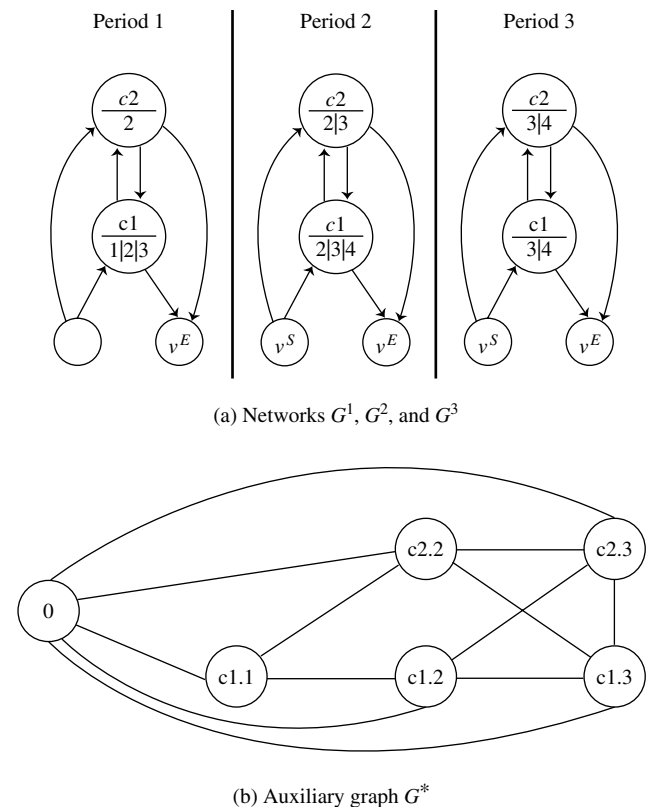 Period 1 Period 2 Period 3
c2 c2 c2
2 2|3 3|4
c1 c1 c1
1|2|3 2|3|4 3|4
v^E v^S v^E v^S v^E
(a) Networks G^1, G^2, and G^3
c2.2 c2.3
0
c1.1 c1.2 c1.3
(b) Auxiliary graph G*